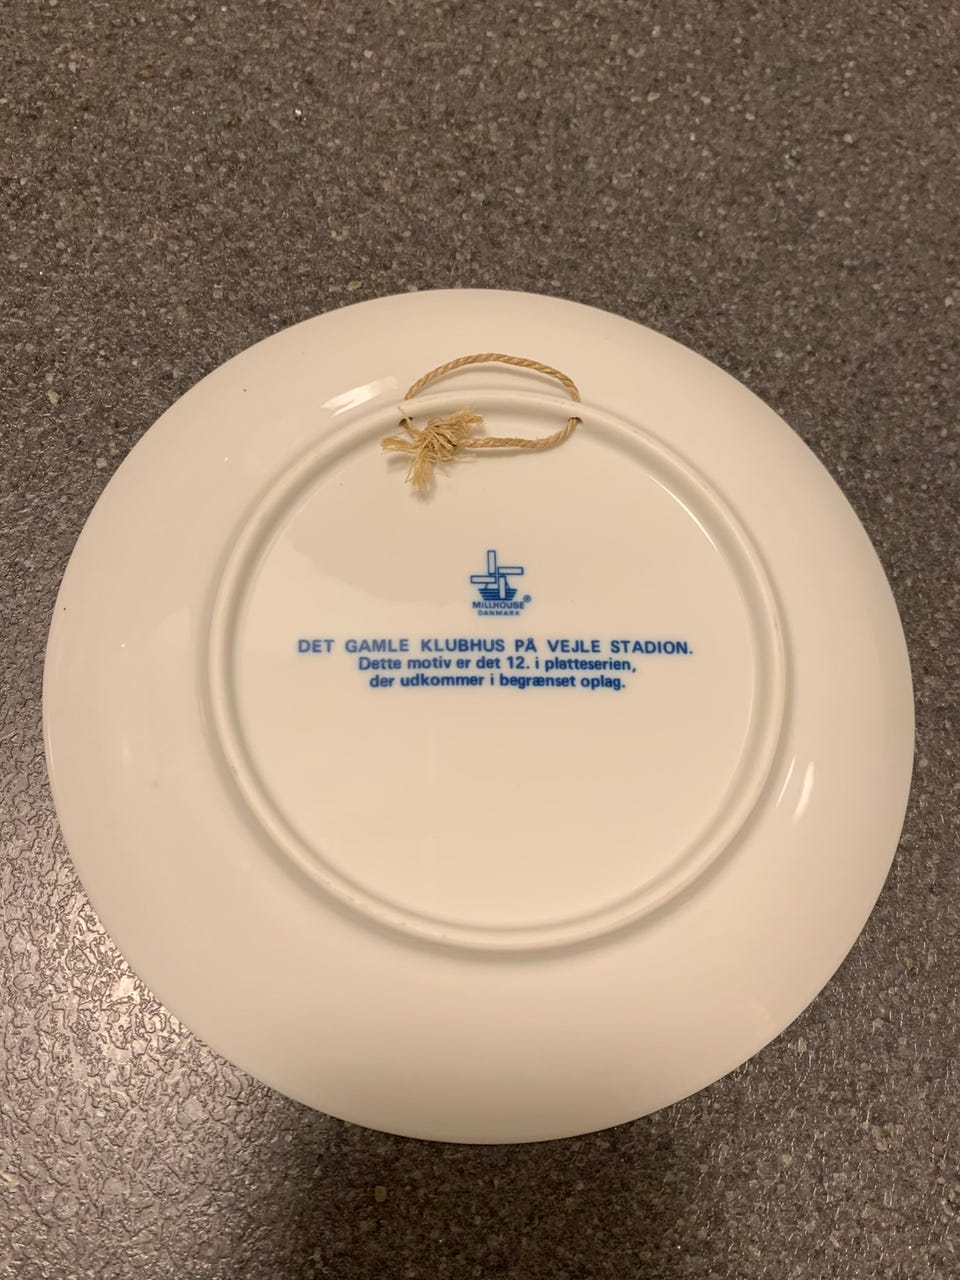 MILLHOUSE®
DANMARK
DET GAMLE KLUBHUS PÅ VEJLE STADION.
Dette motiv er det 12. i platteserien,
der udkommer i begrænset oplag.